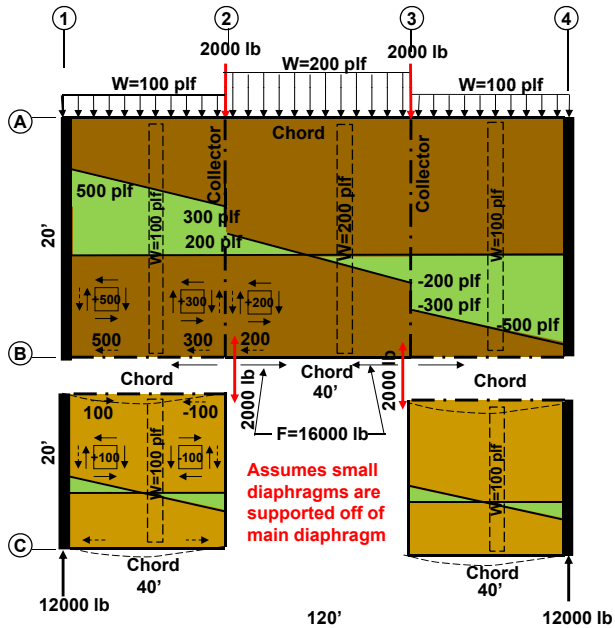 1
2
3
4
2000 lb
2000 lb
W=200 plf
W=100 plf
W=100 plf
A
Chord
Collector
Collector
500 plf
300 plf
200 plf
W=100 plf
W=200 plf
W=100 plf
20'
-200 plf
-300 plf
-500 plf
+500
+300
+200
500
300
200
B
Chord
Chord
40'
Chord
2000 lb
2000 lb
F=16000 lb
100
-100
20'
+100
-100
W=100 plf
W=100 plf
Assumes small
diaphragms are
supported off of
main diaphragm
C
Chord
40'
Chord
40'
12000 lb
120'
12000 lb